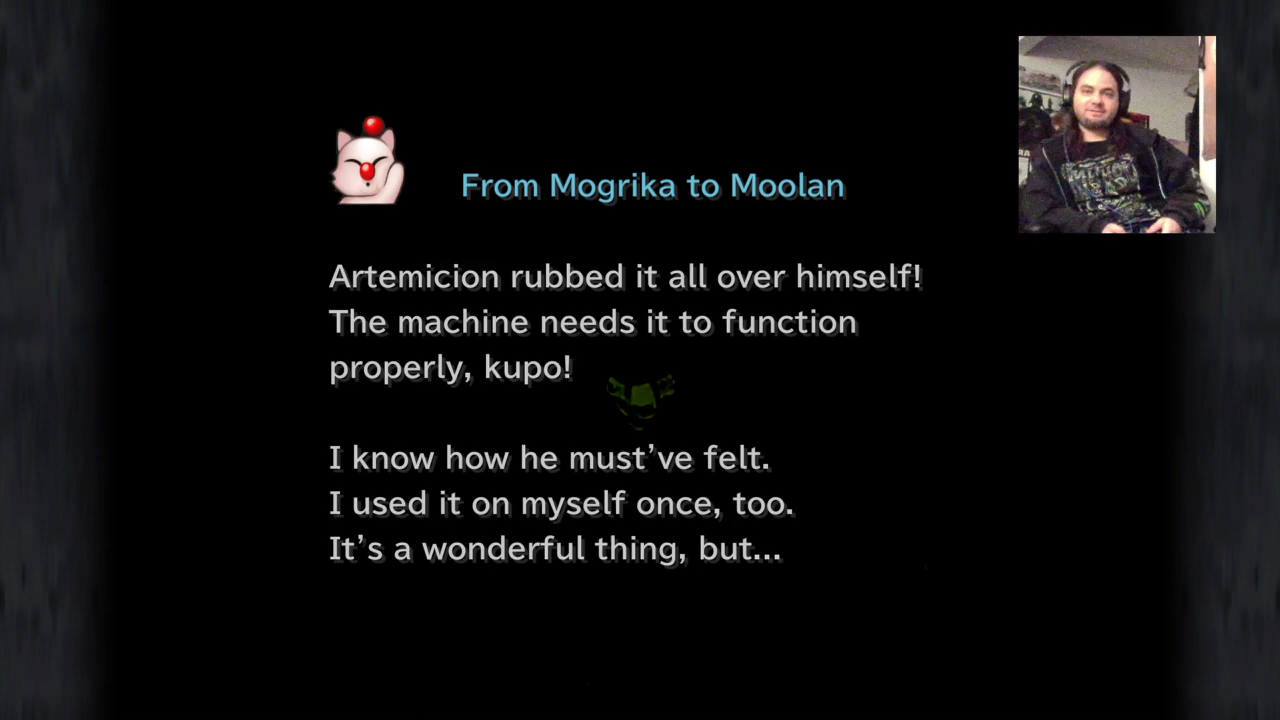 From Mogrika to Moolan
Artemicion rubbed it all over himself!
The machine needs it to function
properly, kupo!
I know how he must've felt.
I used it on myself once, too.
It's a wonderful thing, but...